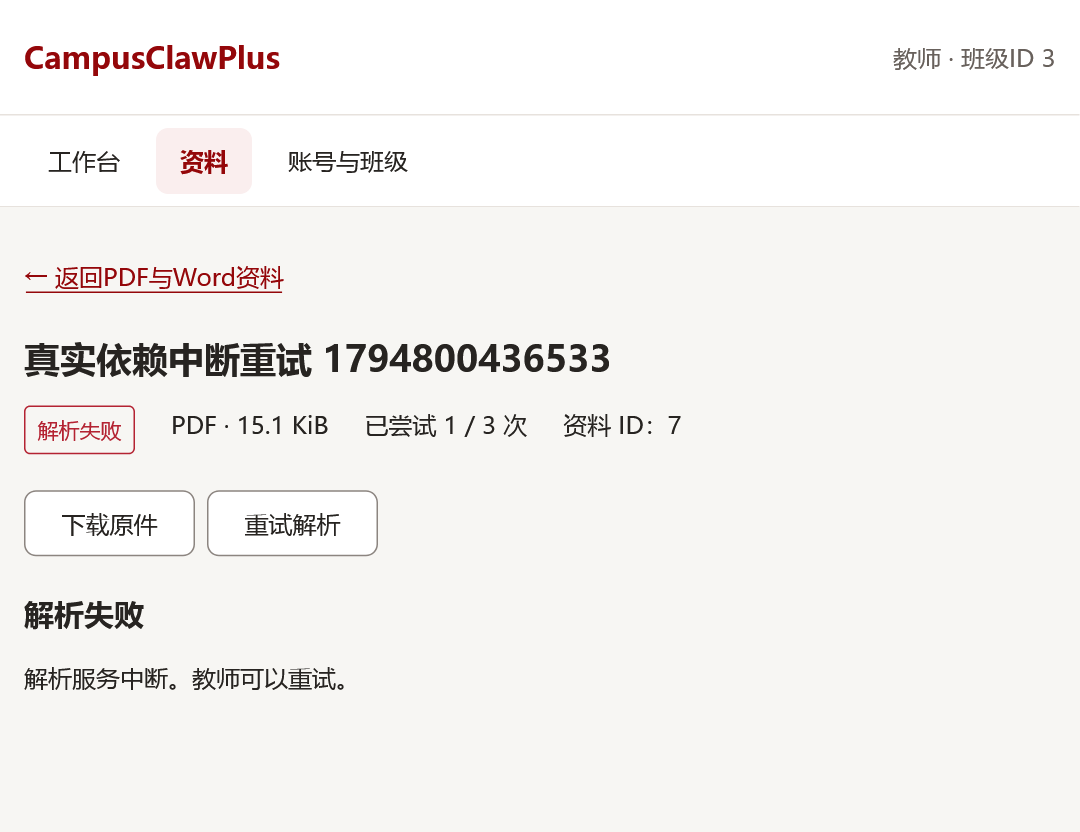 CampusClawPlus
教师 · 班级ID 3
工作台 资料 账号与班级
← 返回PDF与Word资料
真实依赖中断重试 1794800436533
解析失败 PDF · 15.1 KiB 已尝试 1 / 3 次 资料 ID：7
下载原件 重试解析
解析失败
解析服务中断。教师可以重试。